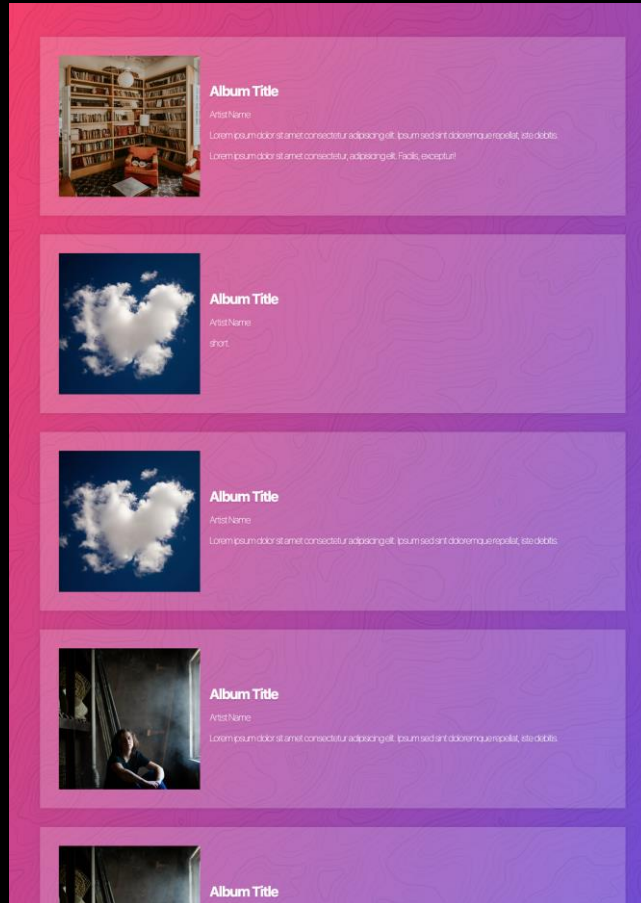 Album Title
Artist Name
Lorem ipsum dolor sit amet consectetur adipisicing elit. Ipsum sed sint doloremque repellat, iste debitis.
Lorem ipsum dolor sit amet consectetur, adipisicing elit. Facilis, excepturi!
Album Title
Artist Name
short
Album Title
Artist Name
Lorem ipsum dolor sit amet consectetur adipisicing elit. Ipsum sed sint doloremque repellat, iste debitis.
Album Title
Artist Name
Lorem ipsum dolor sit amet consectetur adipisicing elit. Ipsum sed sint doloremque repellat, iste debitis.
Album Title